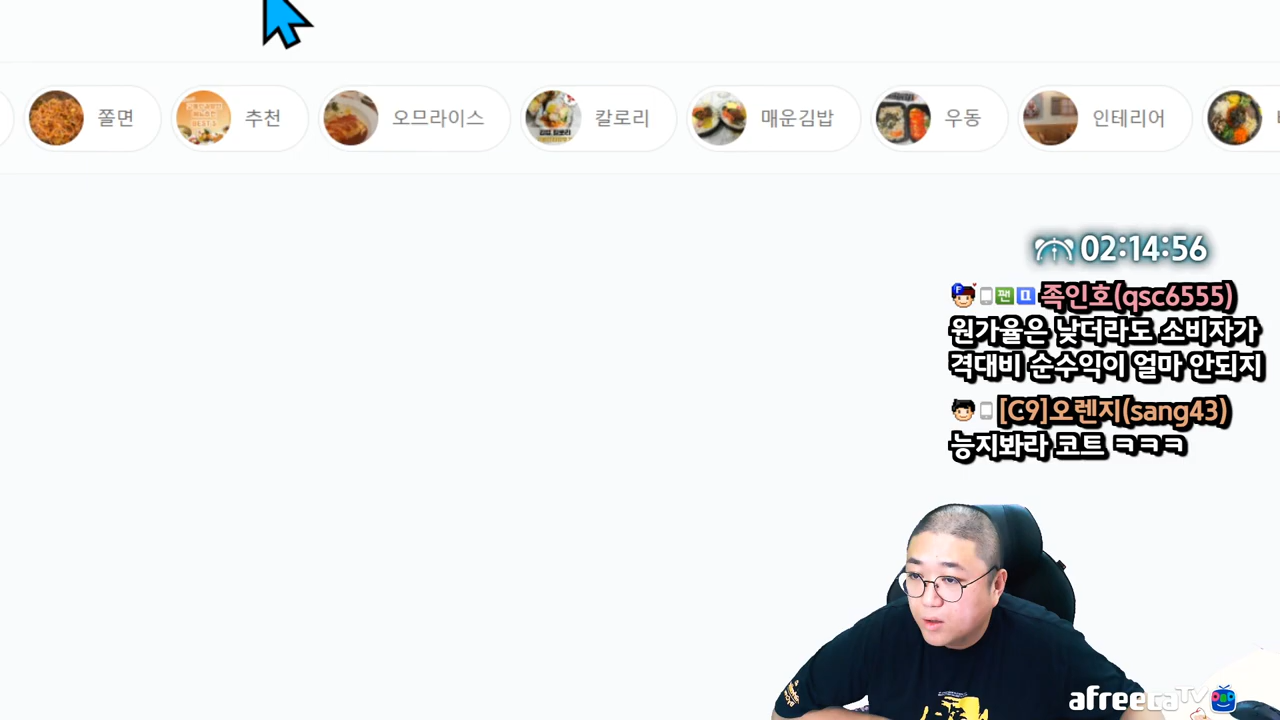 쫄면
추천
오므라이스
칼로리
매운김밥
우동
인테리어
02:14:56
짼
족인호(qsc6555)
원가율은 낮더라도 소비자가
격대비 순수익이 얼마 안되지
[C9]오렌지(sang43)
능지봐라 코트 ㅋㅋㅋ
afreecaTV